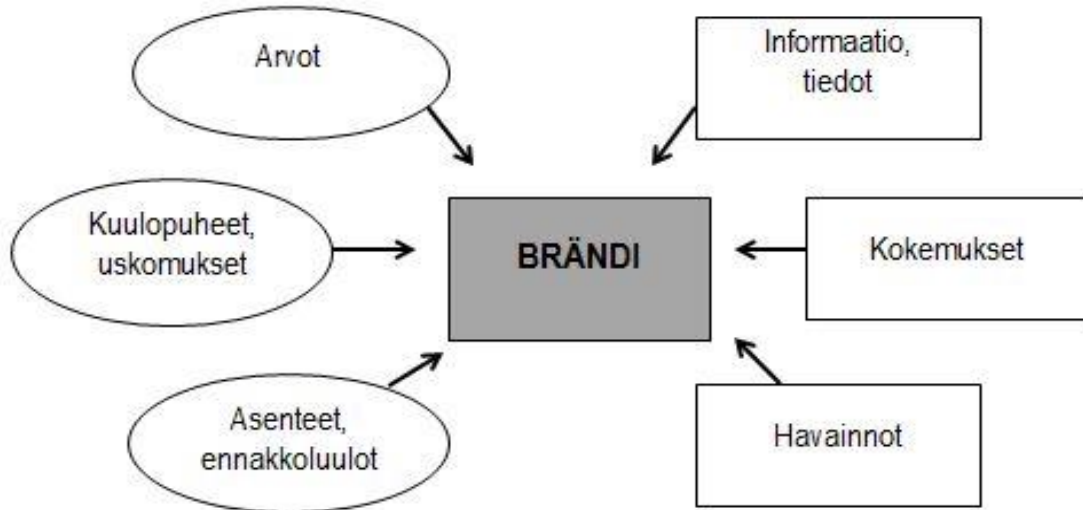 Arvot
Informaatio,
tiedot
Kuulopuheet,
uskomukset
BRÄNDI
Kokemukset
Asenteet,
ennakkoluulot
Havainnot